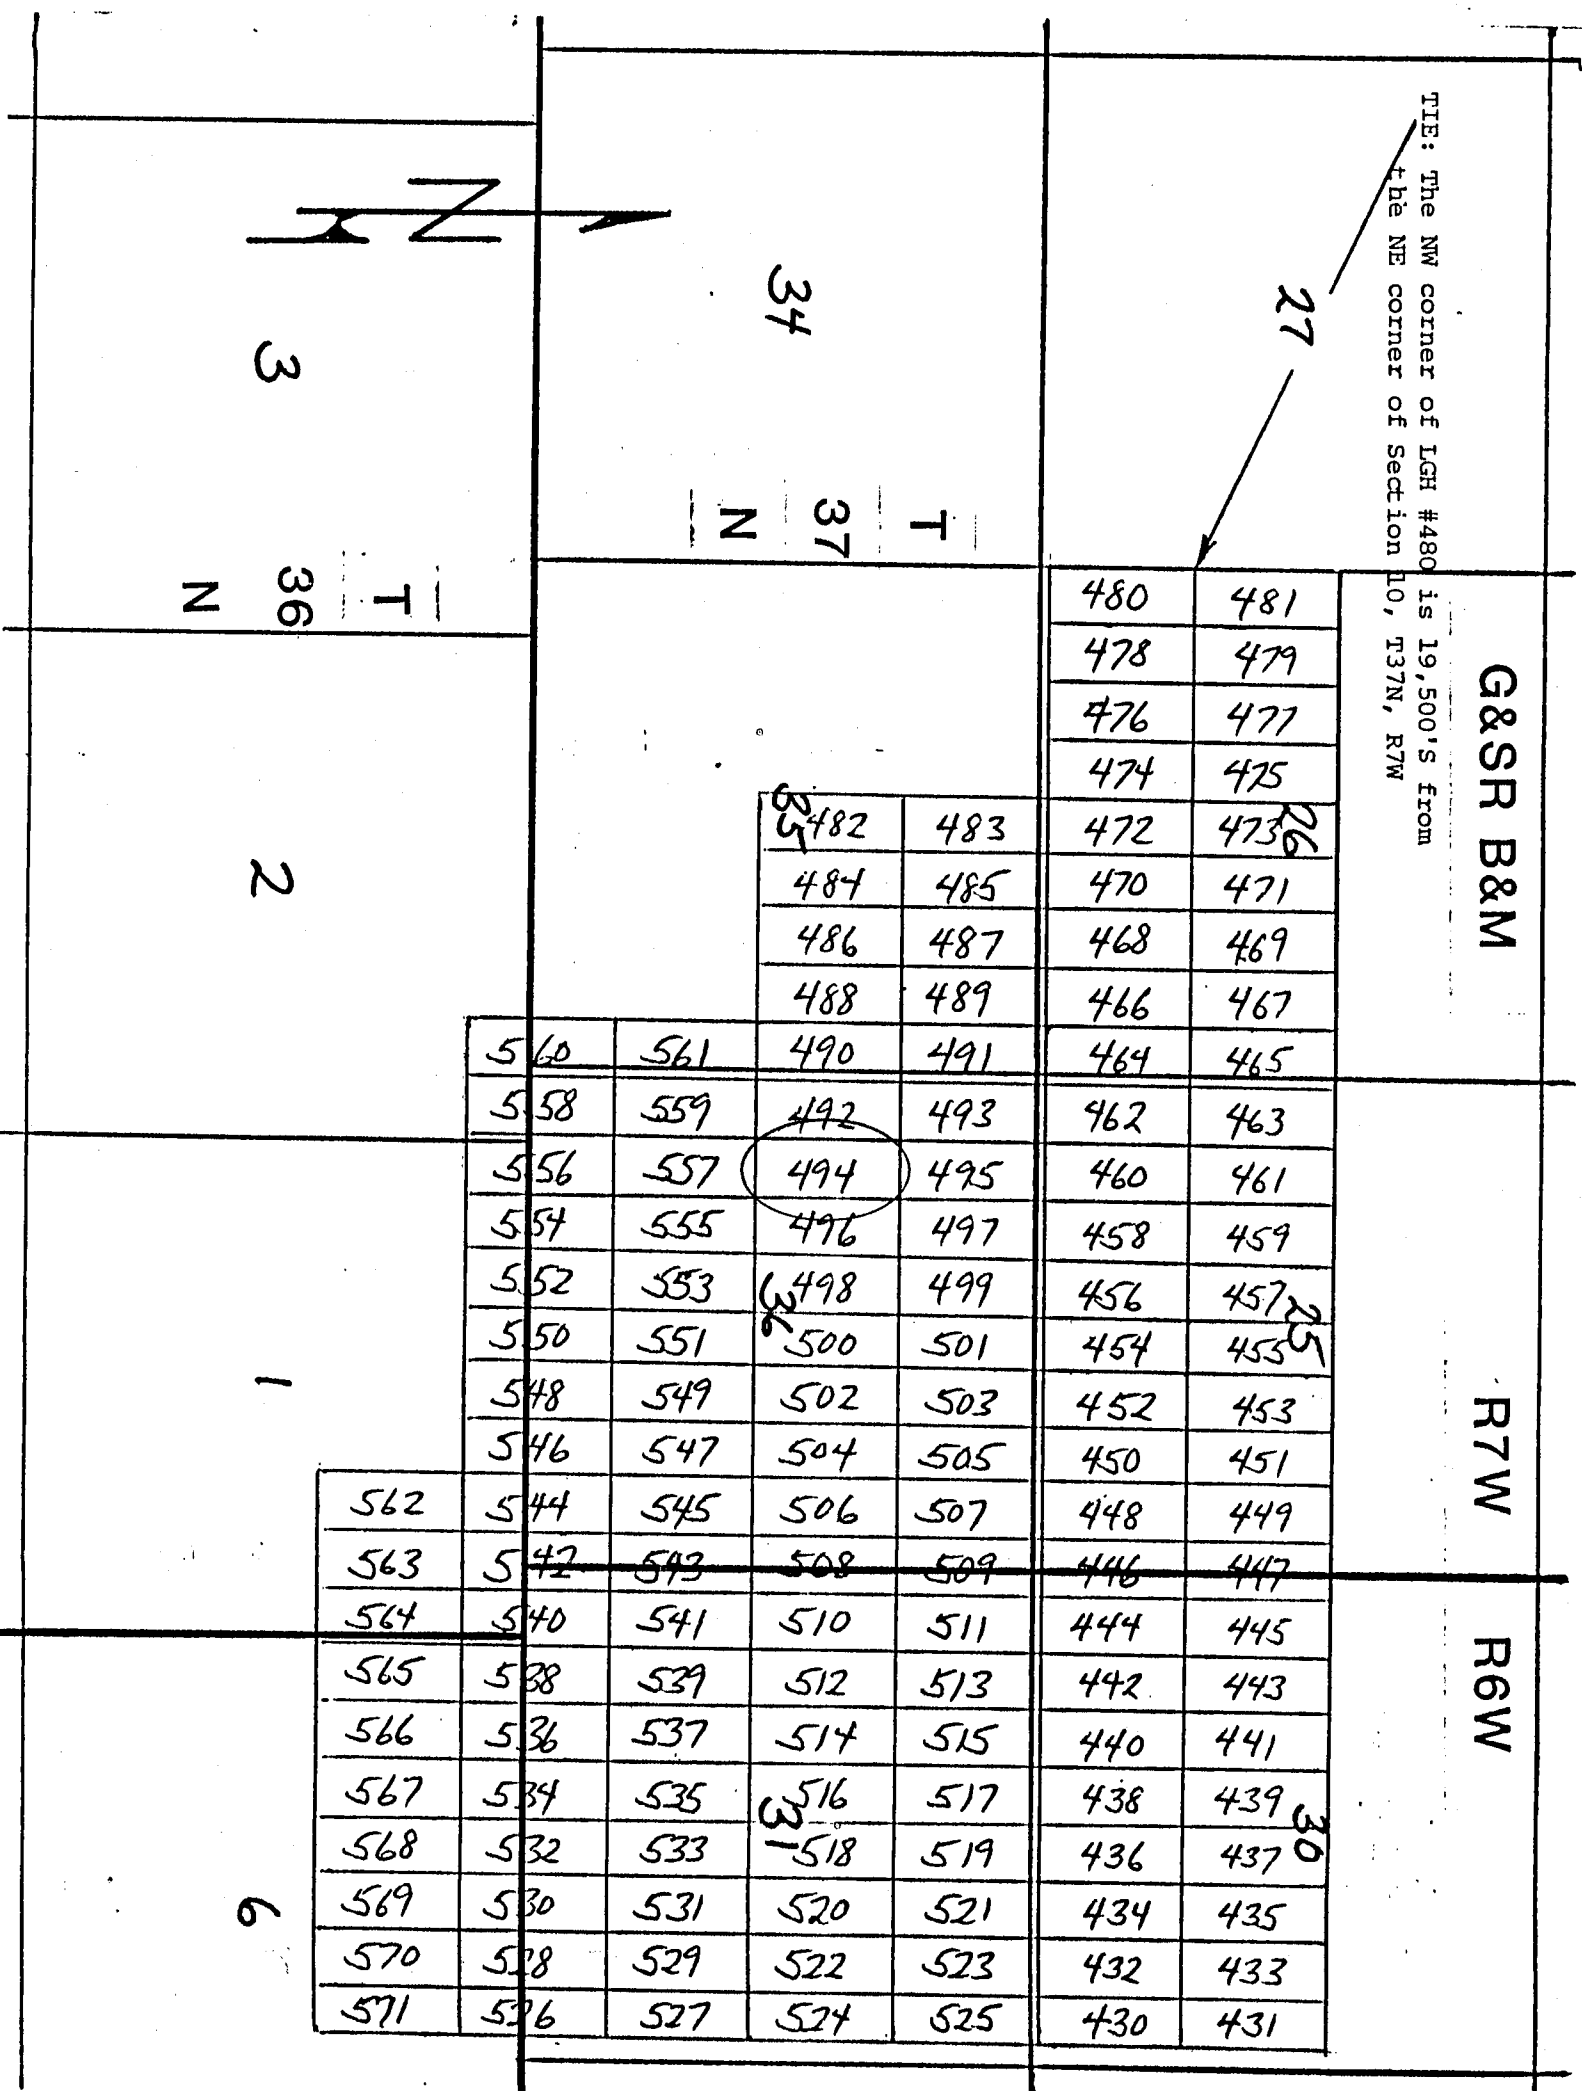 G&SR B&M
R7W
R6W
TIE: The NW corner of LGH #480 is 19,500'S from
the NE corner of Section 10, T37N, R7W
27
26
25
30
34
35
36
31
T
37
N
T
36
N
3
2
1
6
N
480 481
478 479
476 477
474 475
482 483 472 473
484 485 470 471
486 487 468 469
488 489 466 467
560 561 490 491 464 465
558 559 492 493 462 463
556 557 494 495 460 461
554 555 496 497 458 459
552 553 498 499 456 457
550 551 500 501 454 455
548 549 502 503 452 453
546 547 504 505 450 451
562 544 545 506 507 448 449
563 542 543 508 509 446 447
564 540 541 510 511 444 445
565 538 539 512 513 442 443
566 536 537 514 515 440 441
567 534 535 516 517 438 439
568 532 533 518 519 436 437
569 530 531 520 521 434 435
570 528 529 522 523 432 433
571 526 527 524 525 430 431